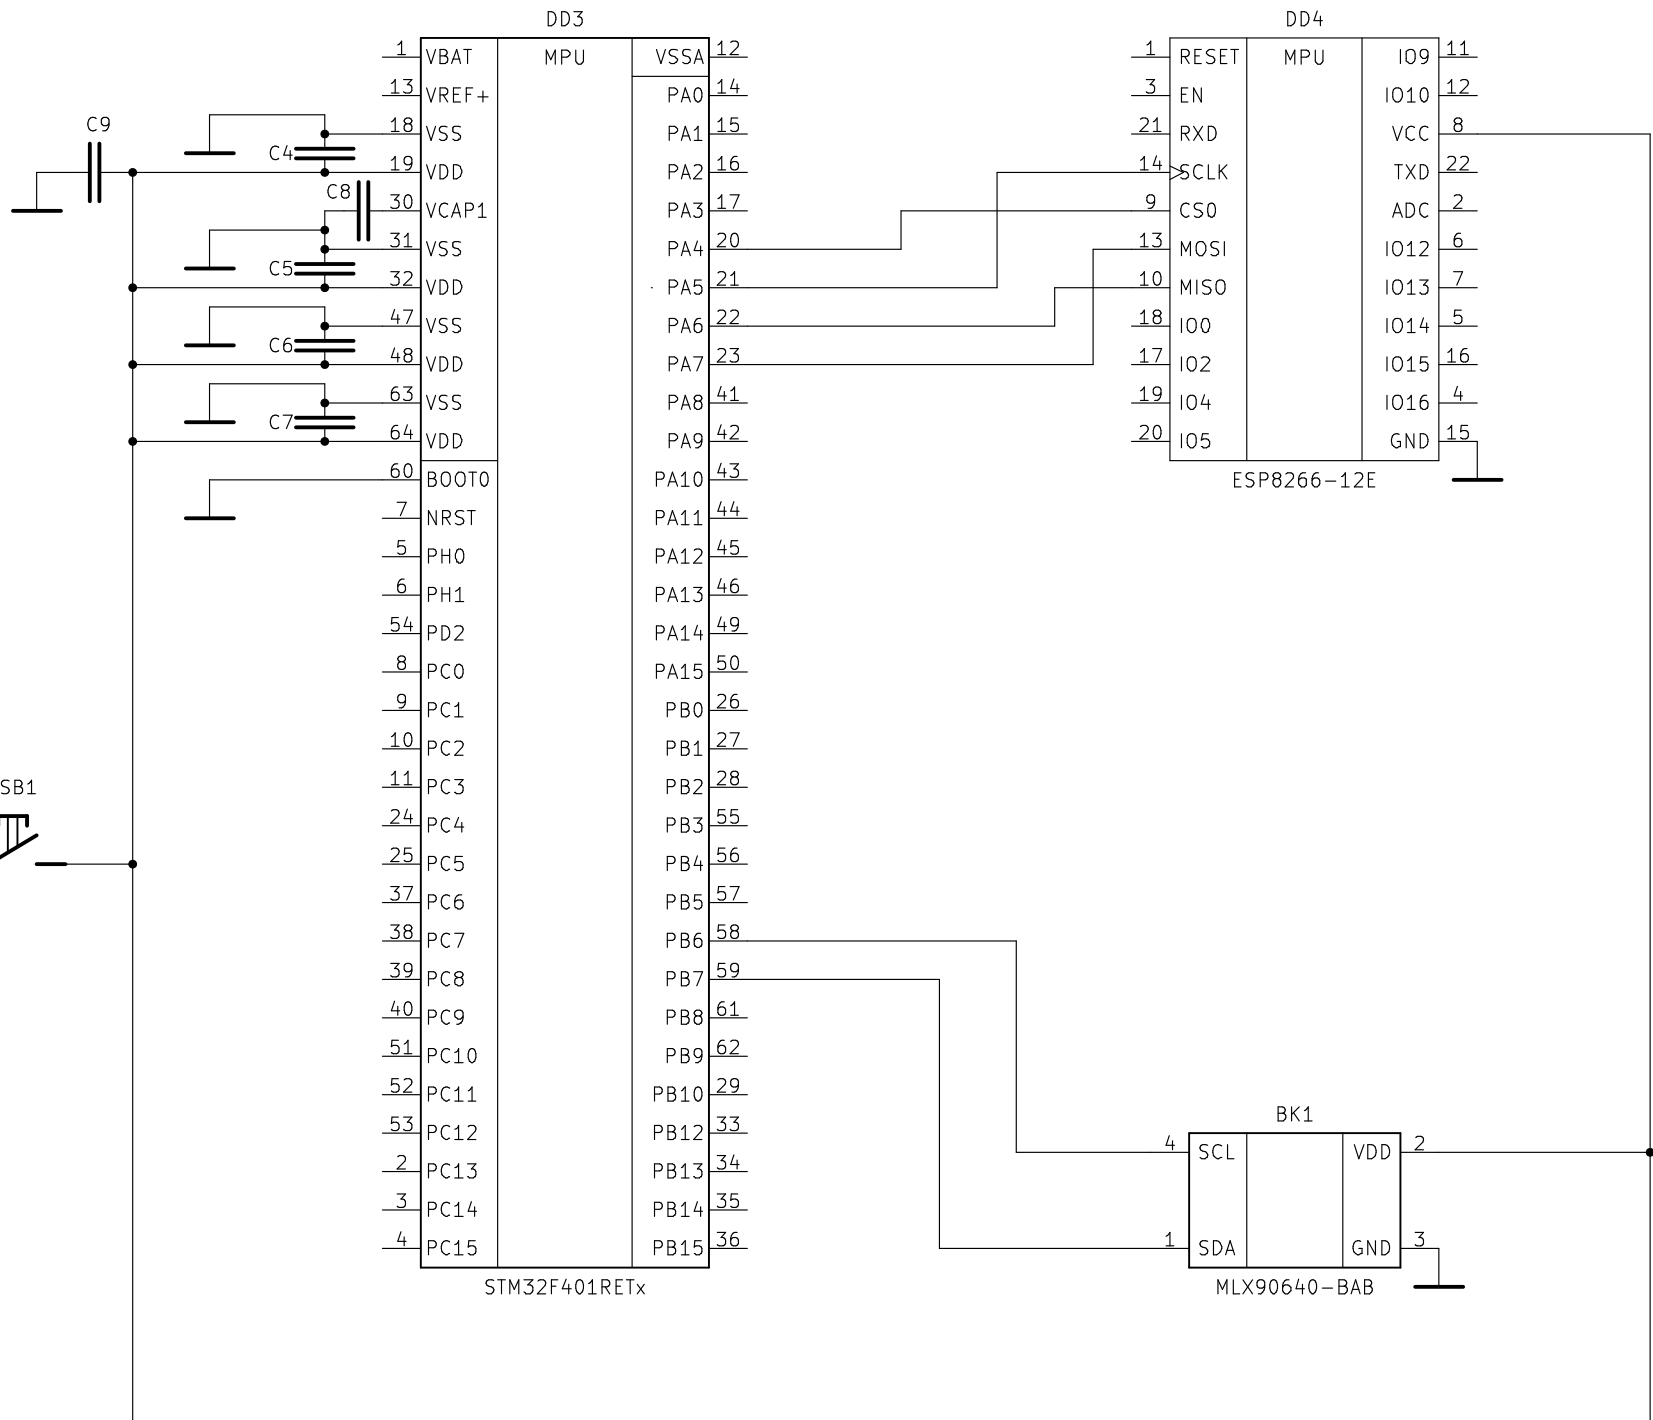 DD3
1 VBAT MPU VSSA 12
13 VREF+ PA0 14
18 VSS PA1 15
19 VDD PA2 16
30 VCAP1 PA3 17
31 VSS PA4 20
32 VDD PA5 21
47 VSS PA6 22
48 VDD PA7 23
63 VSS PA8 41
64 VDD PA9 42
60 BOOT0 PA10 43
7 NRST PA11 44
5 PH0 PA12 45
6 PH1 PA13 46
54 PD2 PA14 49
8 PC0 PA15 50
9 PC1 PB0 26
10 PC2 PB1 27
11 PC3 PB2 28
24 PC4 PB3 55
25 PC5 PB4 56
37 PC6 PB5 57
38 PC7 PB6 58
39 PC8 PB7 59
40 PC9 PB8 61
51 PC10 PB9 62
52 PC11 PB10 29
53 PC12 PB12 33
2 PC13 PB13 34
3 PC14 PB14 35
4 PC15 PB15 36
STM32F401RETx
C9
C4
C8
C5
C6
C7
SB1
DD4
1 RESET MPU IO9 11
3 EN IO10 12
21 RXD VCC 8
14 SCLK TXD 22
9 CS0 ADC 2
13 MOSI IO12 6
10 MISO IO13 7
18 IO0 IO14 5
17 IO2 IO15 16
19 IO4 IO16 4
20 IO5 GND 15
ESP8266-12E
BK1
4 SCL VDD 2
1 SDA GND 3
MLX90640-BAB